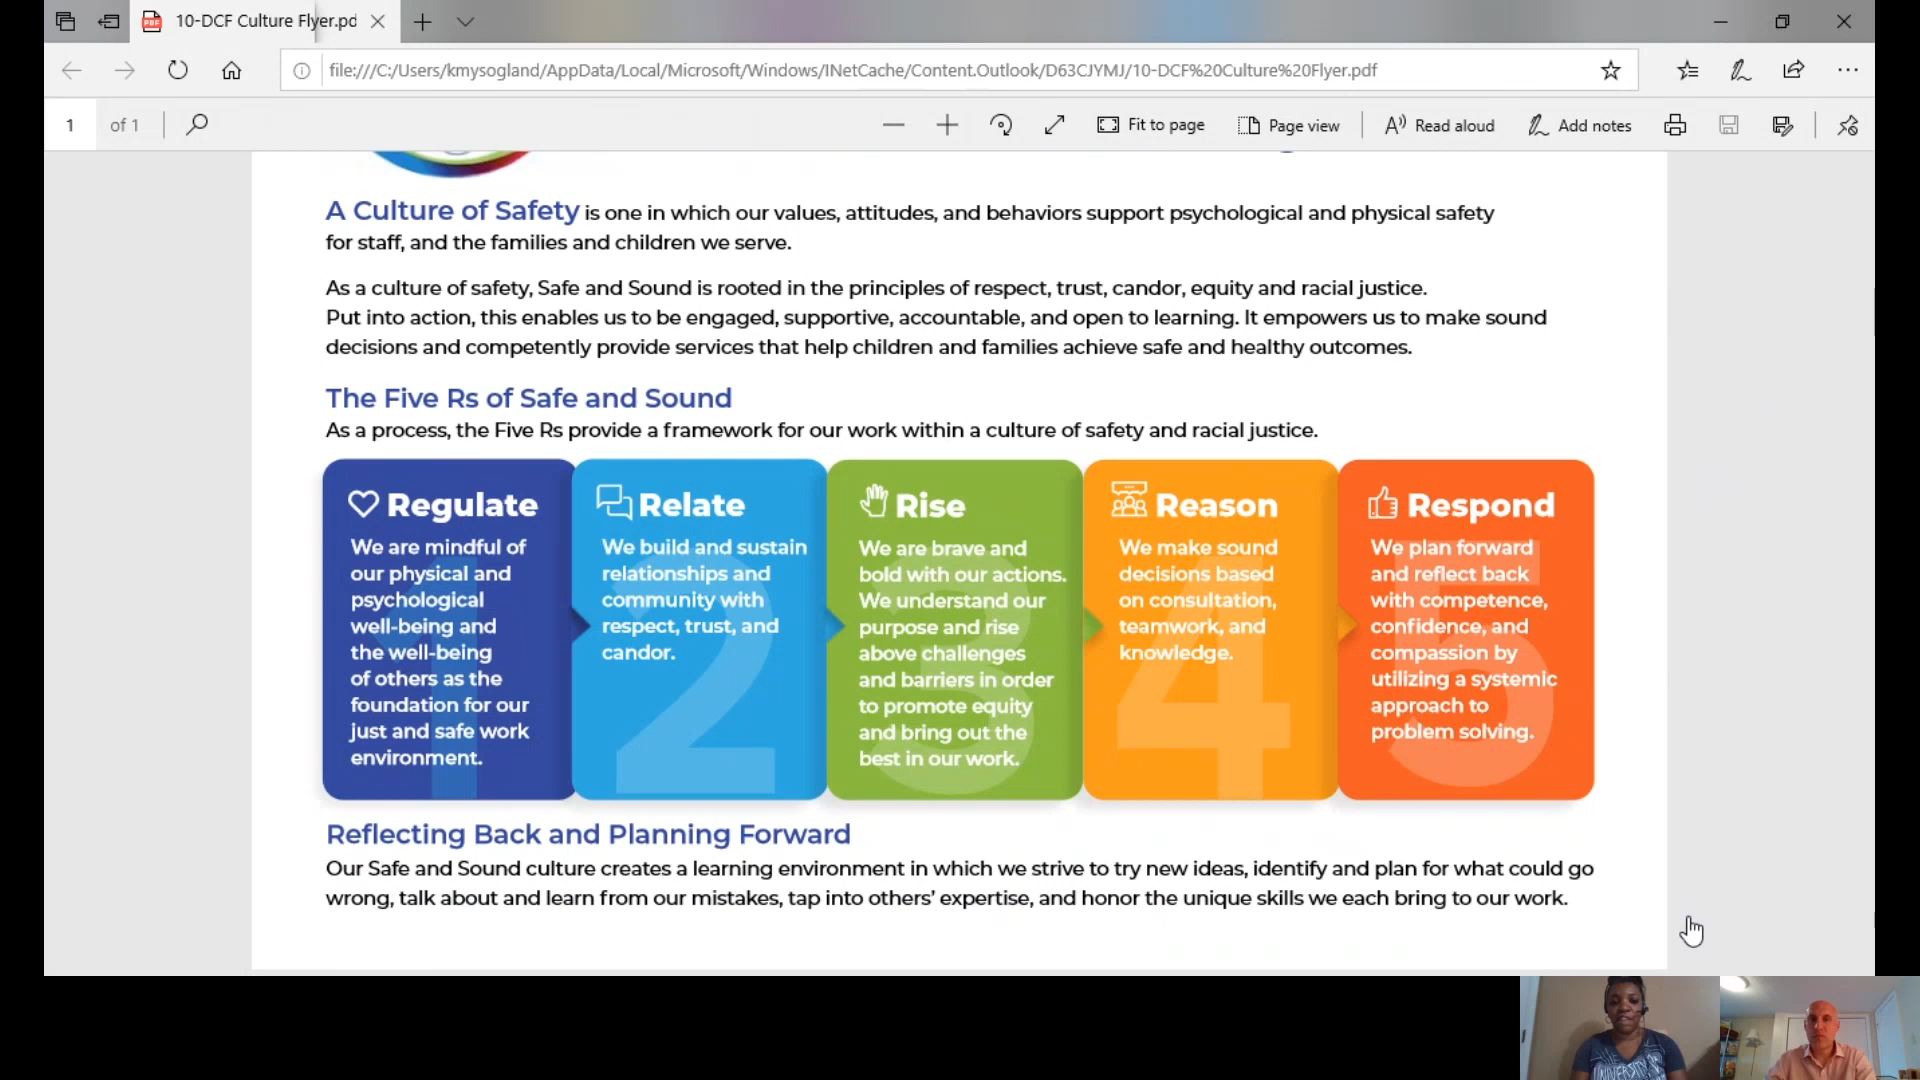 10-DCF Culture Flyer.pd
file:///C:/Users/kmysogland/AppData/Local/Microsoft/Windows/INetCache/Content.Outlook/D63CJYMJ/10-DCF%20Culture%20Flyer.pdf
1 of 1 Fit to page Page view Read aloud Add notes
A Culture of Safety is one in which our values, attitudes, and behaviors support psychological and physical safety
for staff, and the families and children we serve.
As a culture of safety, Safe and Sound is rooted in the principles of respect, trust, candor, equity and racial justice.
Put into action, this enables us to be engaged, supportive, accountable, and open to learning. It empowers us to make sound
decisions and competently provide services that help children and families achieve safe and healthy outcomes.
The Five Rs of Safe and Sound
As a process, the Five Rs provide a framework for our work within a culture of safety and racial justice.
1
Regulate
We are mindful of
our physical and
psychological
well-being and
the well-being
of others as the
foundation for our
just and safe work
environment.
2
Relate
We build and sustain
relationships and
community with
respect, trust, and
candor.
3
Rise
We are brave and
bold with our actions.
We understand our
purpose and rise
above challenges
and barriers in order
to promote equity
and bring out the
best in our work.
4
Reason
We make sound
decisions based
on consultation,
teamwork, and
knowledge.
5
Respond
We plan forward
and reflect back
with competence,
confidence, and
compassion by
utilizing a systemic
approach to
problem solving.
Reflecting Back and Planning Forward
Our Safe and Sound culture creates a learning environment in which we strive to try new ideas, identify and plan for what could go
wrong, talk about and learn from our mistakes, tap into others' expertise, and honor the unique skills we each bring to our work.